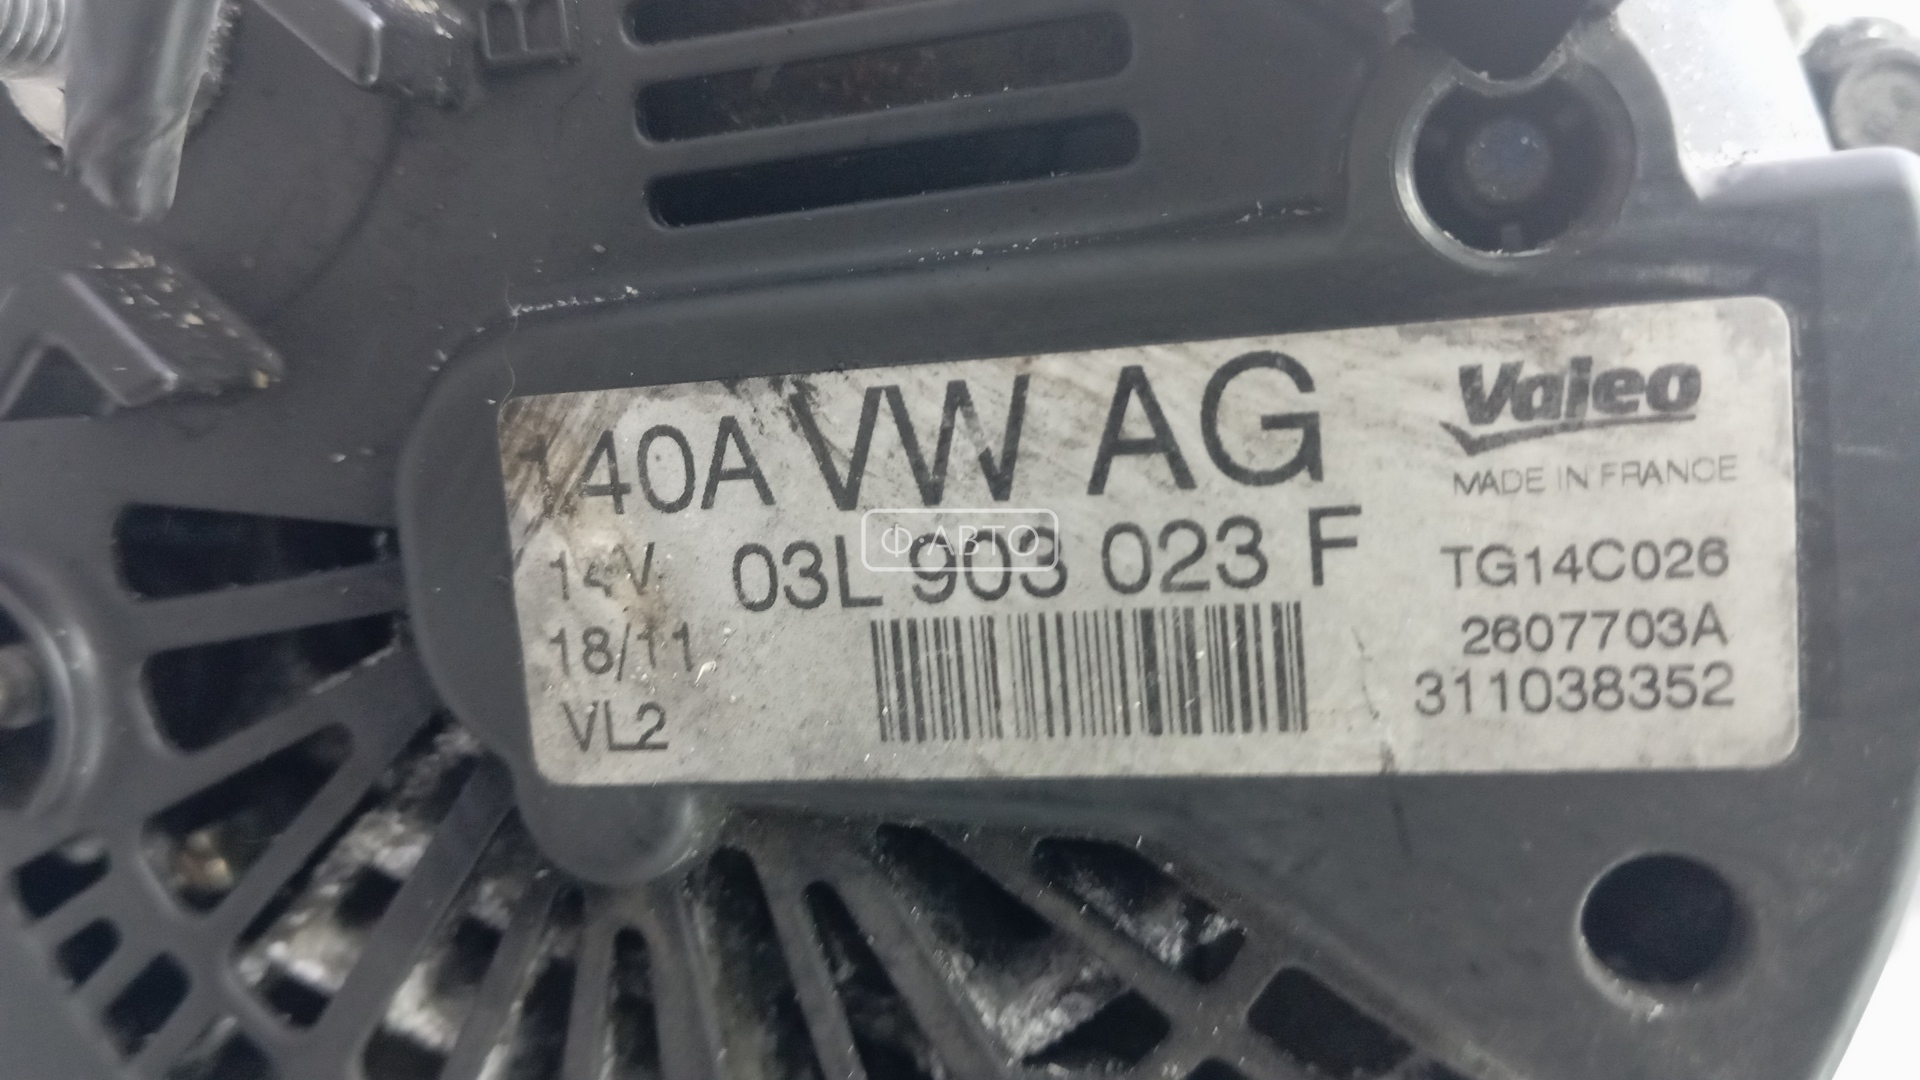 B
140A VW AG Valeo
MADE IN FRANCE
14V 03L 903 023 F TG14C026
Ф АВТО
18/11 2607703A
VL2 311038352